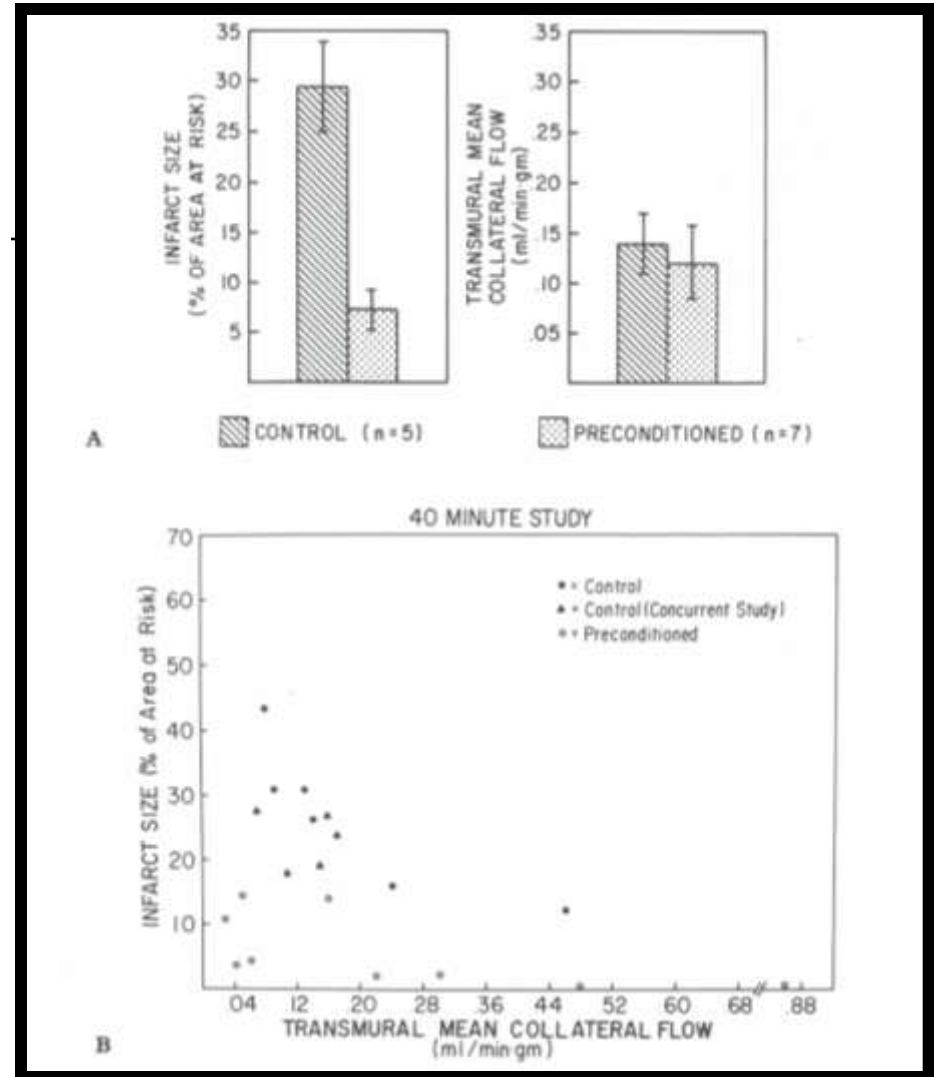 35
30
25
20
15
10
5
INFARCT SIZE
(% OF AREA AT RISK)
.35
.30
.25
.20
.15
.10
.05
TRANSMURAL MEAN
COLLATERAL FLOW
(ml/min·gm)
A
CONTROL (n=5)
PRECONDITIONED (n=7)
40 MINUTE STUDY
70
60
50
40
30
20
10
INFARCT SIZE (% of Area at Risk)
• = Control
▲ = Control (Concurrent Study)
∘ = Preconditioned
.04 .12 .20 .28 .36 .44 .52 .60 .68 .88
TRANSMURAL MEAN COLLATERAL FLOW
(ml/min·gm)
B